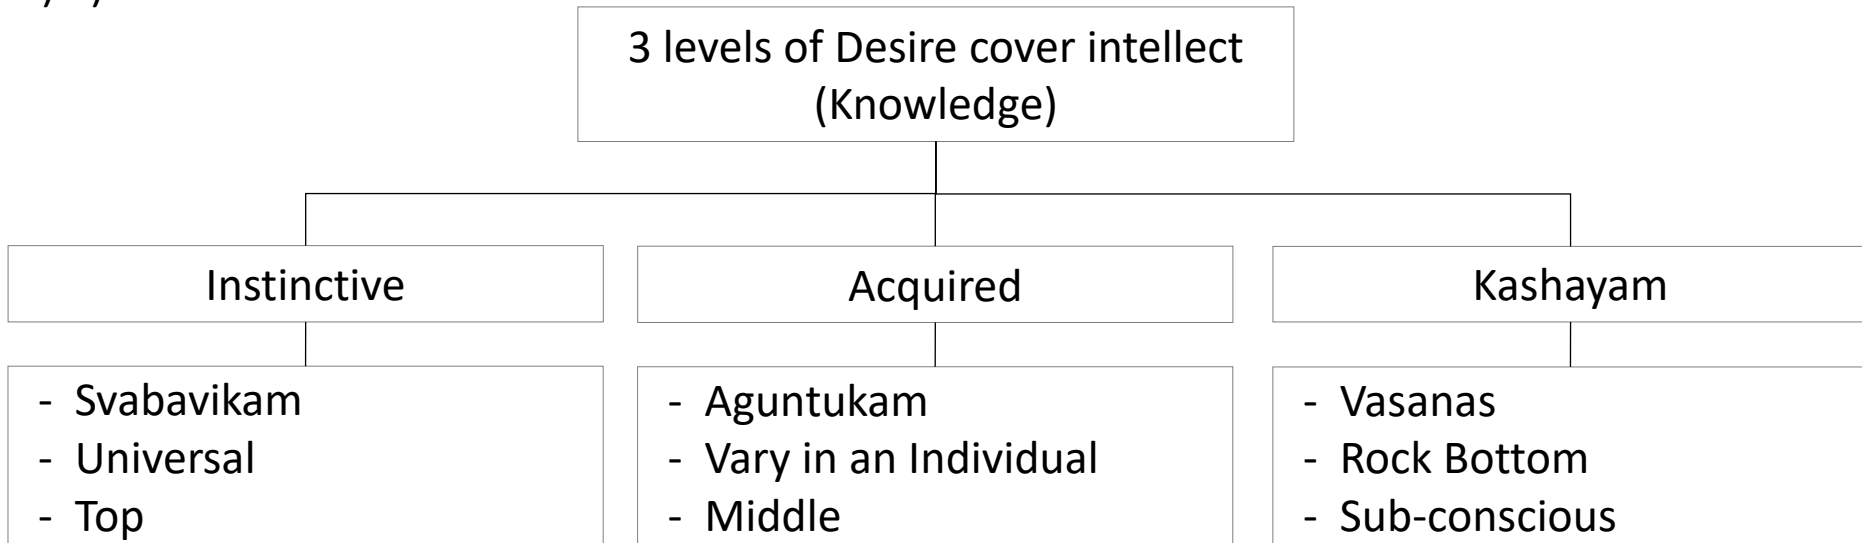 3 levels of Desire cover intellect
(Knowledge)
Instinctive
Acquired
Kashayam
- Svabavikam
- Universal
- Top
- Aguntukam
- Vary in an Individual
- Middle
- Vasanas
- Rock Bottom
- Sub-conscious